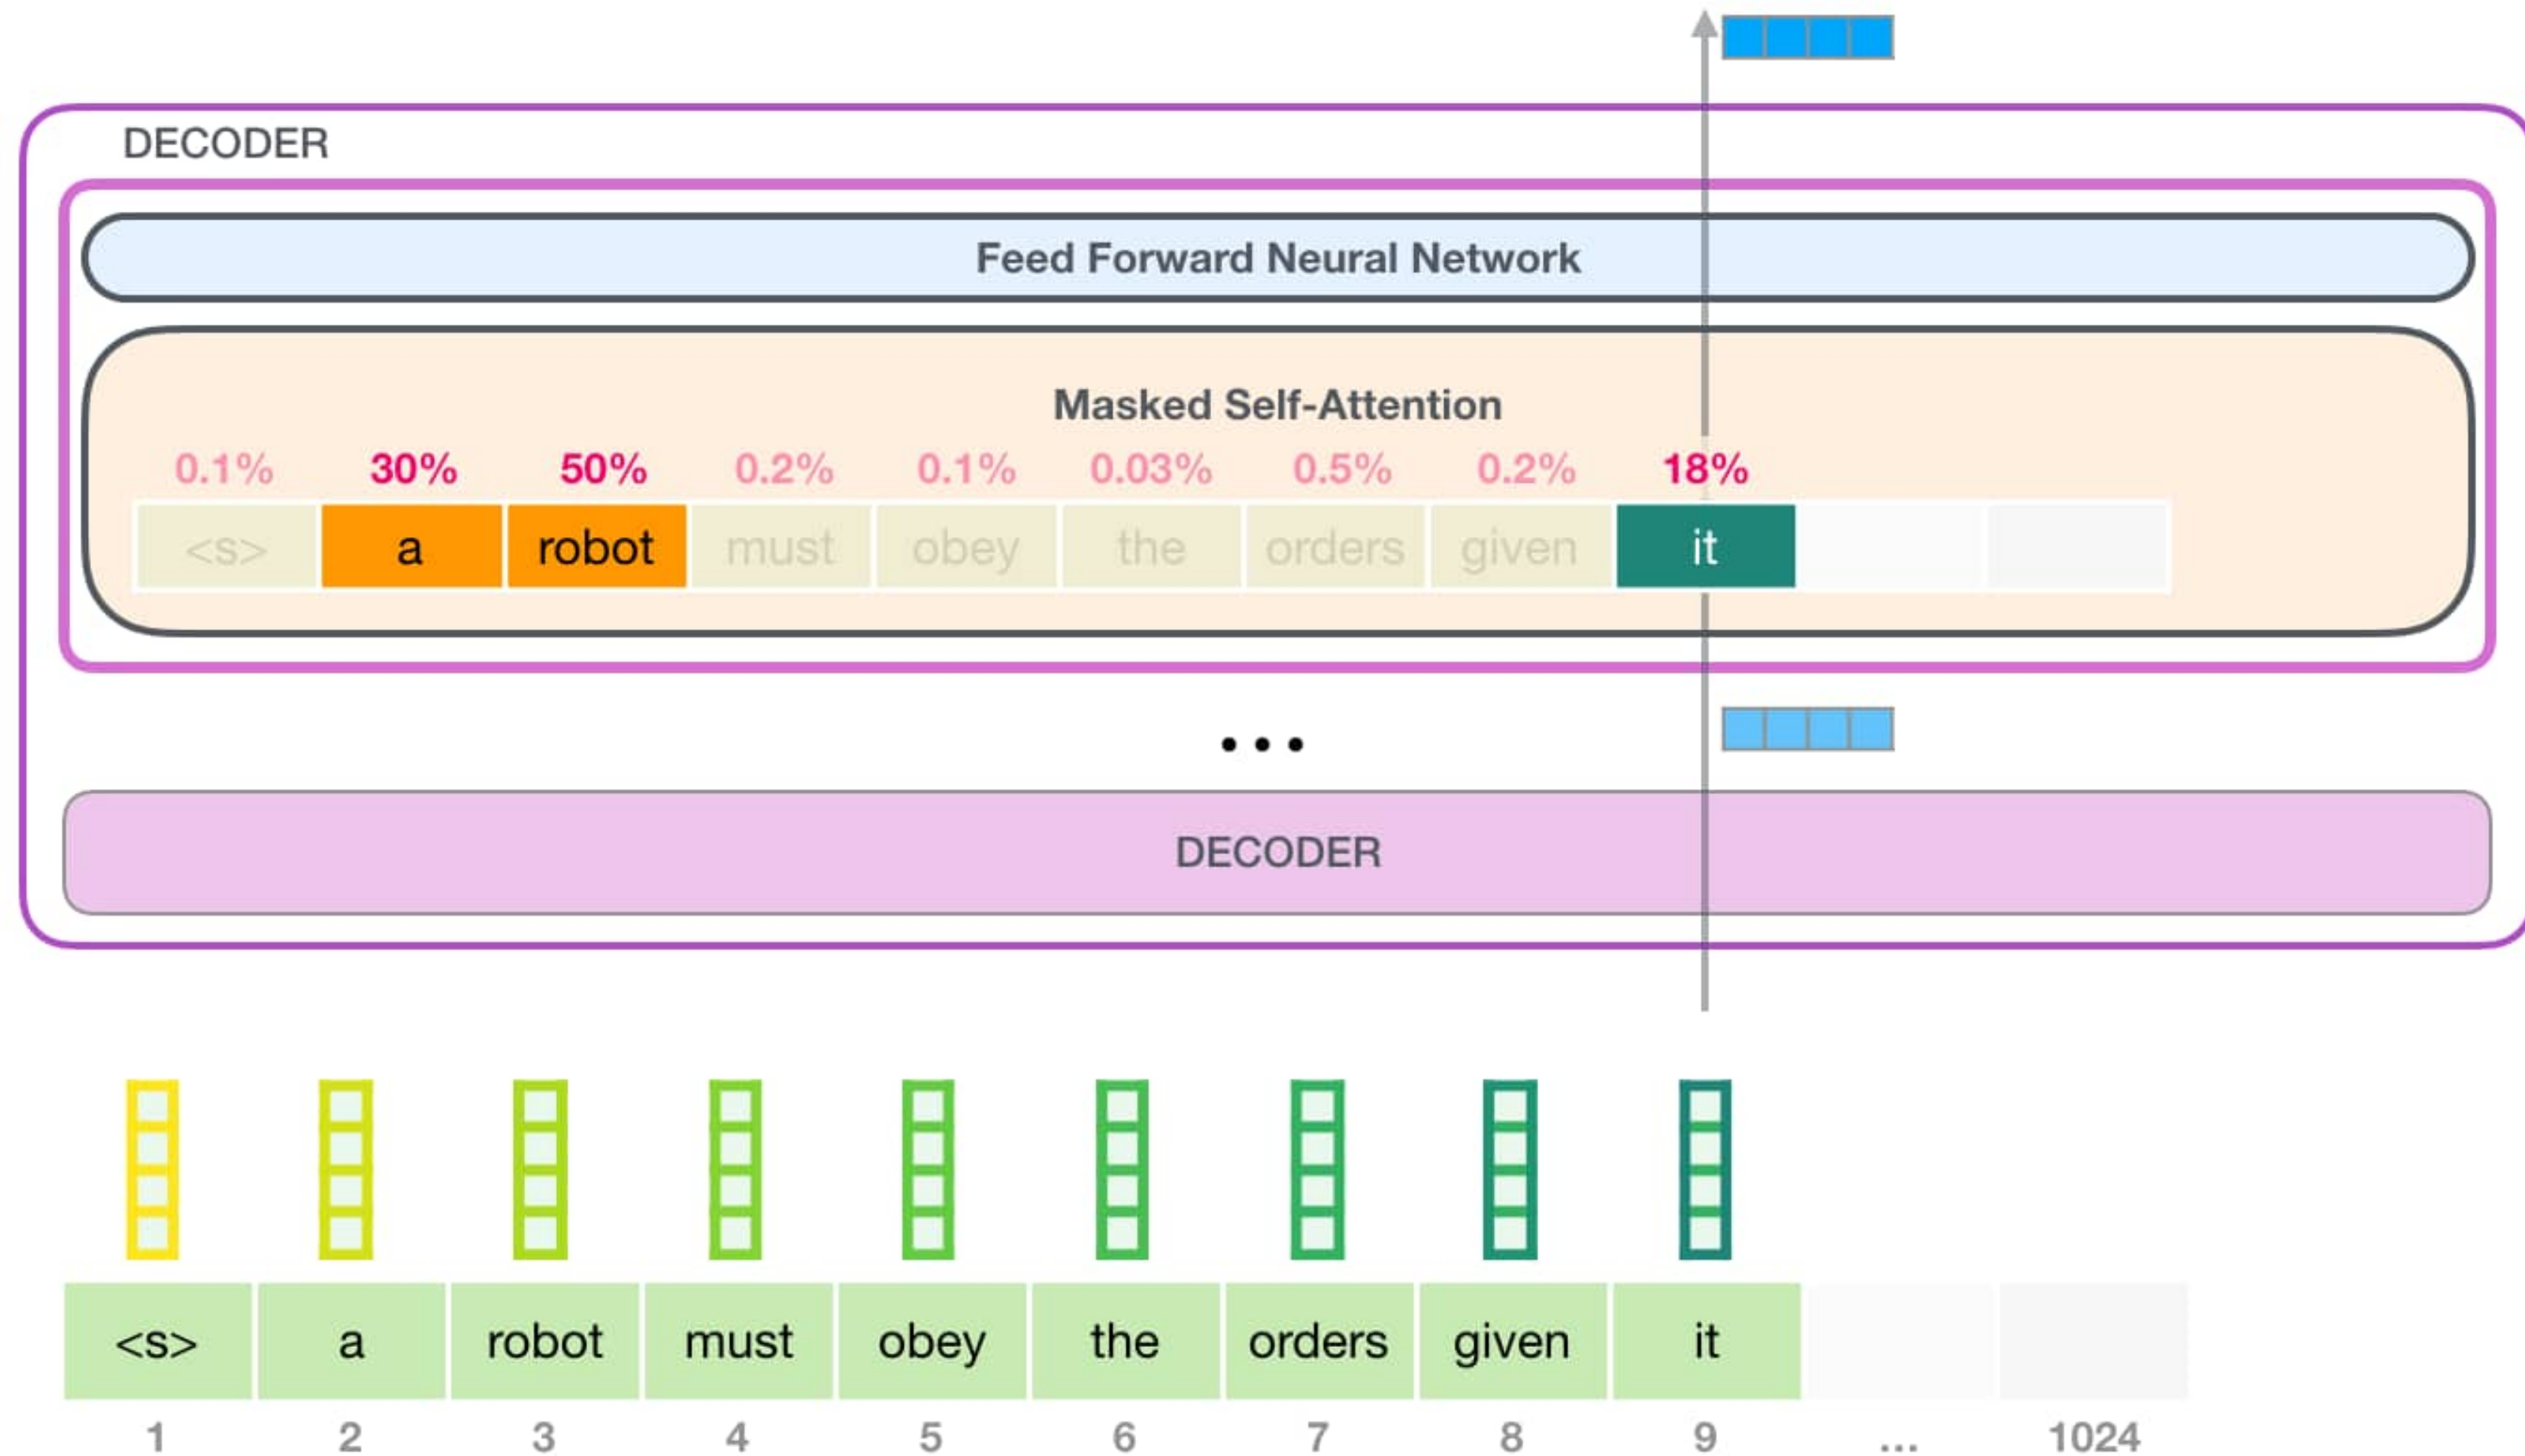 DECODER
Feed Forward Neural Network
Masked Self-Attention
0.1% 30% 50% 0.2% 0.1% 0.03% 0.5% 0.2% 18%
<s> a robot must obey the orders given it
...
DECODER
<s> a robot must obey the orders given it
1 2 3 4 5 6 7 8 9 ... 1024